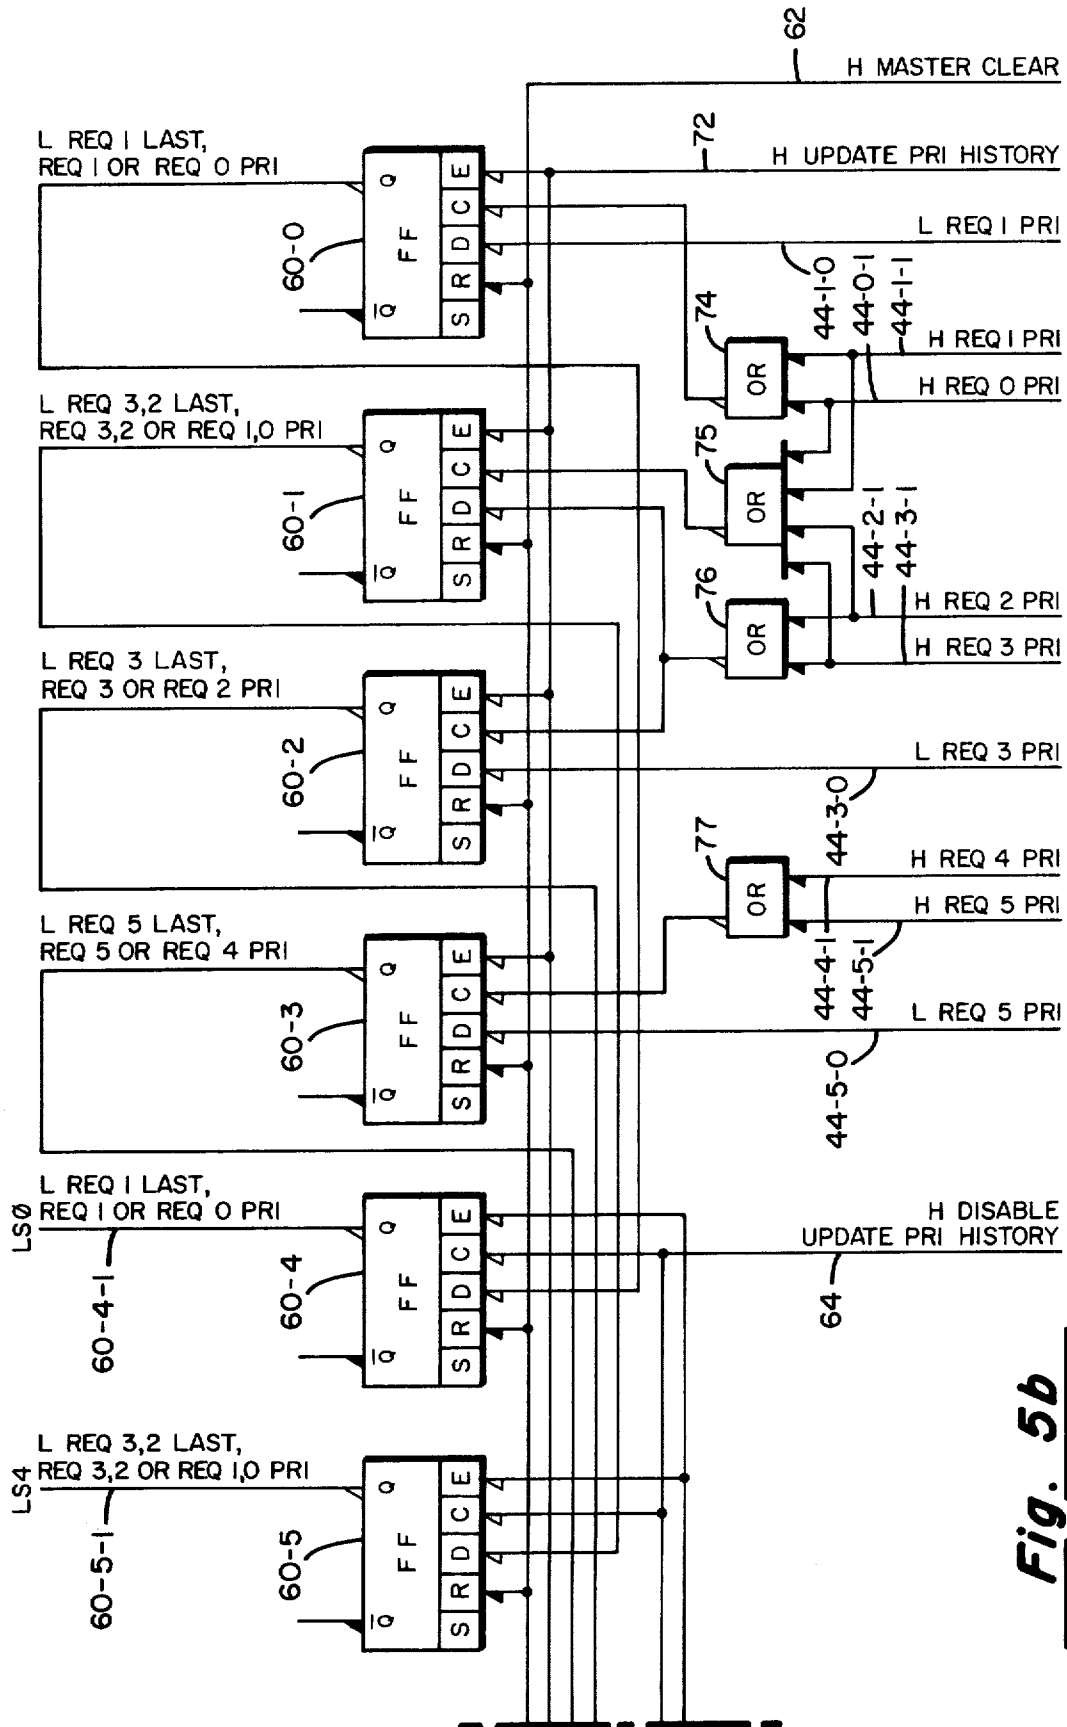 62
H MASTER CLEAR
L REQ 1 LAST,
REQ 1 OR REQ 0 PRI
60-0
Q
Q̅
FF
S R D C E
72
H UPDATE PRI HISTORY
L REQ 1 PRI
44-1-0
44-0-1
44-1-1
74
OR
H REQ 1 PRI
H REQ 0 PRI
L REQ 3,2 LAST,
REQ 3,2 OR REQ 1,0 PRI
60-1
Q
Q̅
FF
S R D C E
75
OR
44-2-1
44-3-1
76
OR
H REQ 2 PRI
H REQ 3 PRI
L REQ 3 LAST,
REQ 3 OR REQ 2 PRI
60-2
Q
Q̅
FF
S R D C E
L REQ 3 PRI
44-3-0
77
OR
H REQ 4 PRI
H REQ 5 PRI
44-4-1
44-5-1
L REQ 5 LAST,
REQ 5 OR REQ 4 PRI
60-3
Q
Q̅
FF
S R D C E
L REQ 5 PRI
44-5-0
LSØ
L REQ 1 LAST,
REQ 1 OR REQ 0 PRI
60-4-1
60-4
Q
Q̅
FF
S R D C E
H DISABLE
UPDATE PRI HISTORY
64
LS4
L REQ 3,2 LAST,
REQ 3,2 OR REQ 1,0 PRI
60-5-1
60-5
Q
Q̅
FF
S R D C E
Fig. 5b